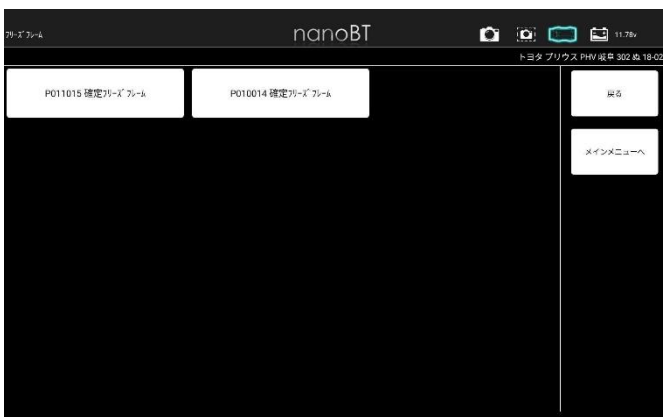 ﾌﾘｰｽﾞﾌﾚｰﾑ
nanoBT
11.78v
トヨタ プリウス PHV 岐阜 302 ぬ 18-02
P011015 確定ﾌﾘｰｽﾞﾌﾚｰﾑ
P010014 確定ﾌﾘｰｽﾞﾌﾚｰﾑ
戻る
メインメニューへ